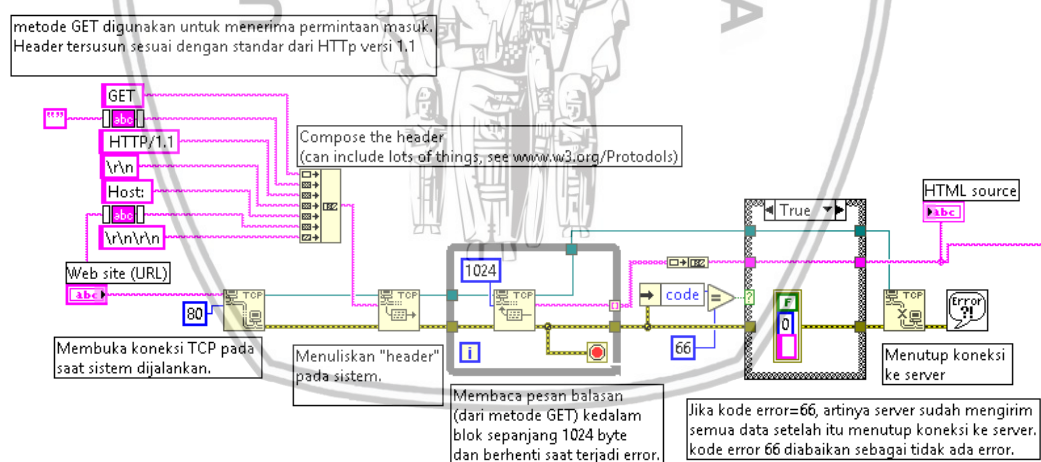 metode GET digunakan untuk menerima permintaan masuk.
Header tersusun sesuai dengan standar dari HTTp versi 1.1
GET
""
abc
HTTP/1.1
\r\n
Host:
abc
\r\n\r\n
Compose the header
(can include lots of things, see www.w3.org/Protodols)
Web site (URL)
abc
80
TCP
Membuka koneksi TCP pada
saat sistem dijalankan.
TCP
Menuliskan "header"
pada sistem.
1024
TCP
i
Membaca pesan balasan
(dari metode GET) kedalam
blok sepanjang 1024 byte
dan berhenti saat terjadi error.
code
=
66
?
True
F
0
HTML source
abc
TCP
Error
?!
Menutup koneksi
ke server
Jika kode error=66, artinya server sudah mengirim
semua data setelah itu menutup koneksi ke server.
kode error 66 diabaikan sebagai tidak ada error.
U
A